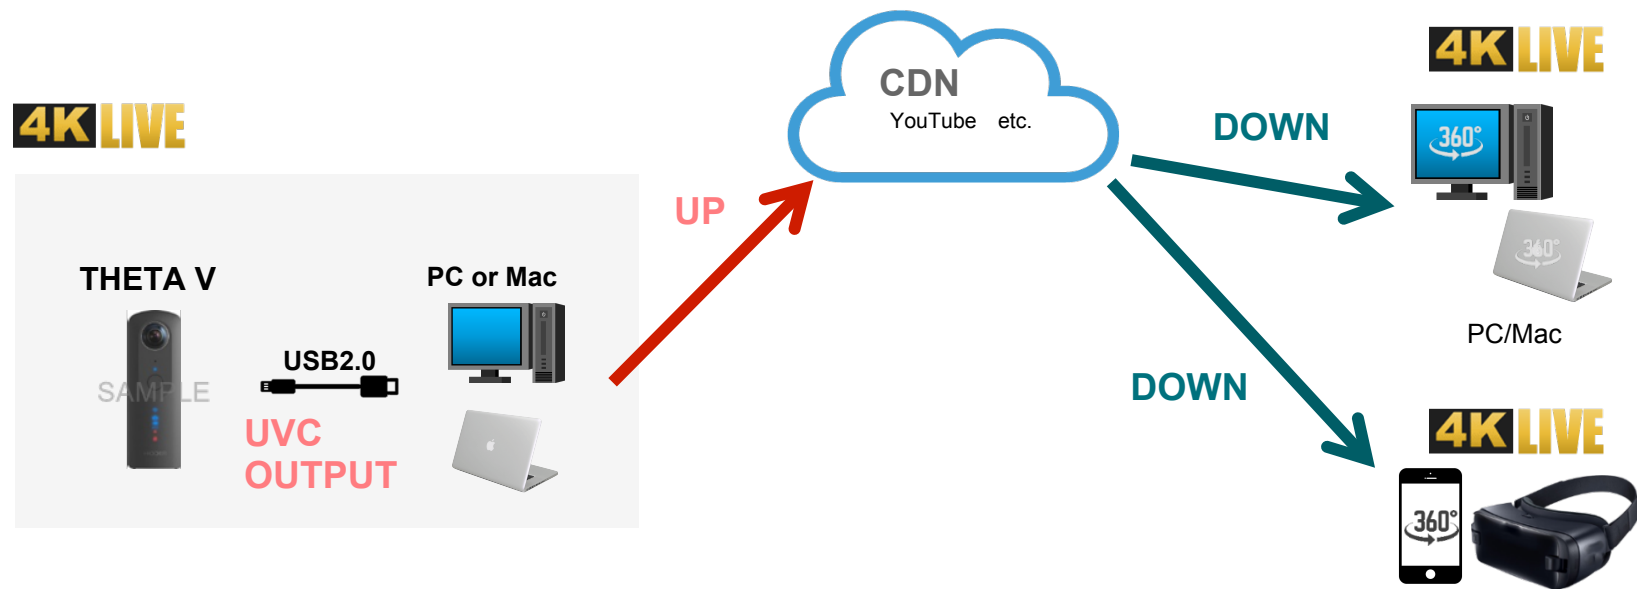 4K LIVE
THETA V
SAMPLE
USB2.0
UVC
OUTPUT
PC or Mac
UP
CDN
YouTube etc.
DOWN
DOWN
4K LIVE
360°
360°
PC/Mac
4K LIVE
360°